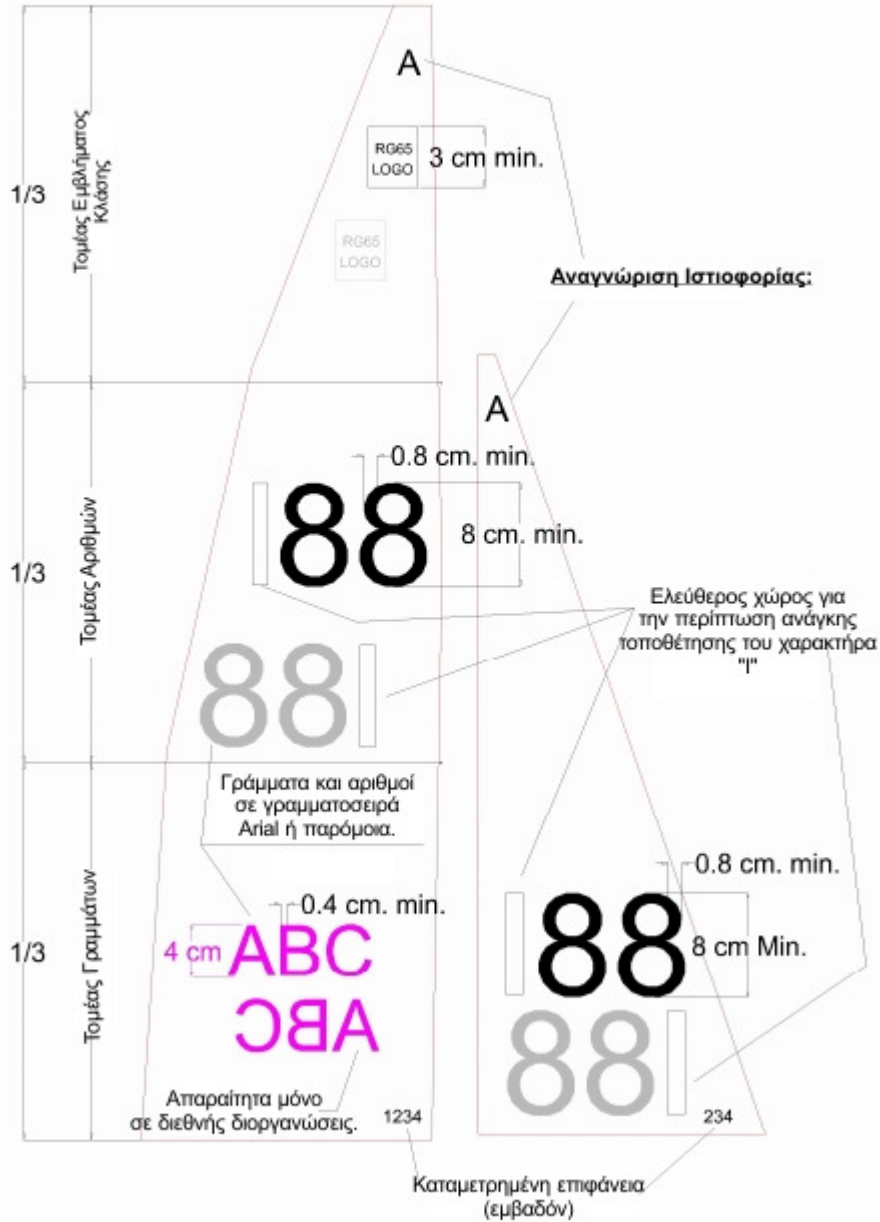 A
RG65
LOGO
3 cm min.
1/3
Τομέας Εμβλήματος
Κλάσης
RG65
LOGO
Αναγνώριση Ιστιοφορίας:
A
0.8 cm. min.
88
8 cm. min.
1/3
Τομέας Αριθμών
Ελεύθερος χώρος για
την περίπτωση ανάγκης
τοποθέτησης του χαρακτήρα
"I"
88
Γράμματα και αριθμοί
σε γραμματοσειρά
Arial ή παρόμοια.
0.8 cm. min.
0.4 cm. min.
1/3
Τομέας Γραμμάτων
4 cm
ABC
88
8 cm Min.
ABC
88
Απαραίτητα μόνο
σε διεθνής διοργανώσεις.
1234
234
Καταμετρημένη επιφάνεια
(εμβαδόν)